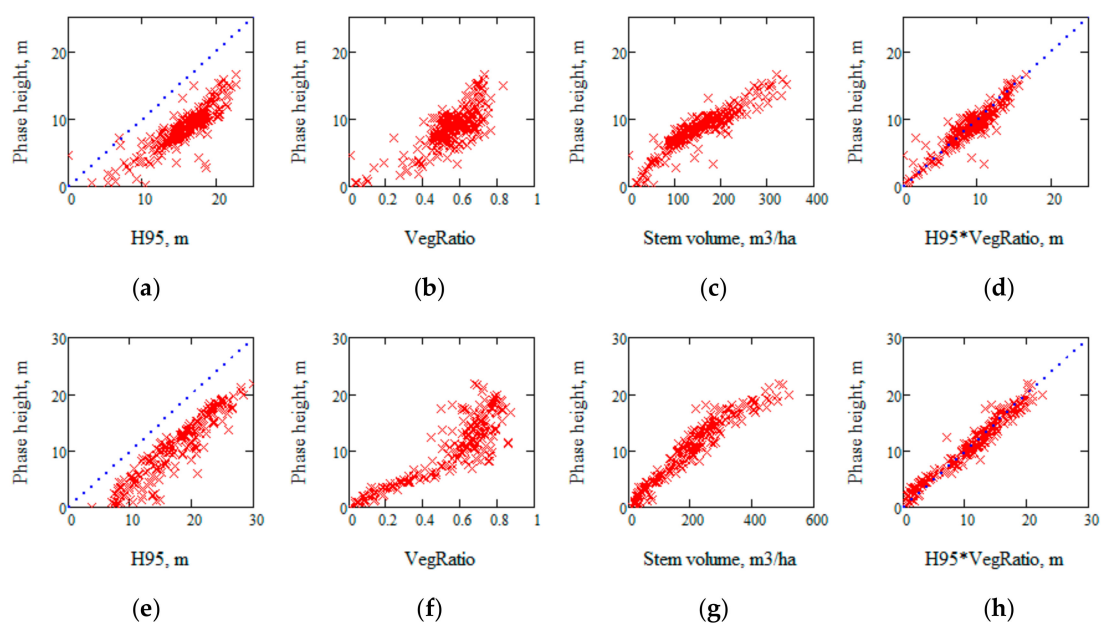 Phase height, m
20
10
0
0 10 20
H95, m
(a)
Phase height, m
20
10
0
0 0.2 0.4 0.6 0.8 1
VegRatio
(b)
Phase height, m
20
10
0
0 100 200 300 400
Stem volume, m3/ha
(c)
Phase height, m
20
10
0
0 10 20
H95*VegRatio, m
(d)
Phase height, m
30
20
10
0
0 10 20 30
H95, m
(e)
Phase height, m
30
20
10
0
0 0.2 0.4 0.6 0.8 1
VegRatio
(f)
Phase height, m
30
20
10
0
0 200 400 600
Stem volume, m3/ha
(g)
Phase height, m
30
20
10
0
0 10 20 30
H95*VegRatio, m
(h)